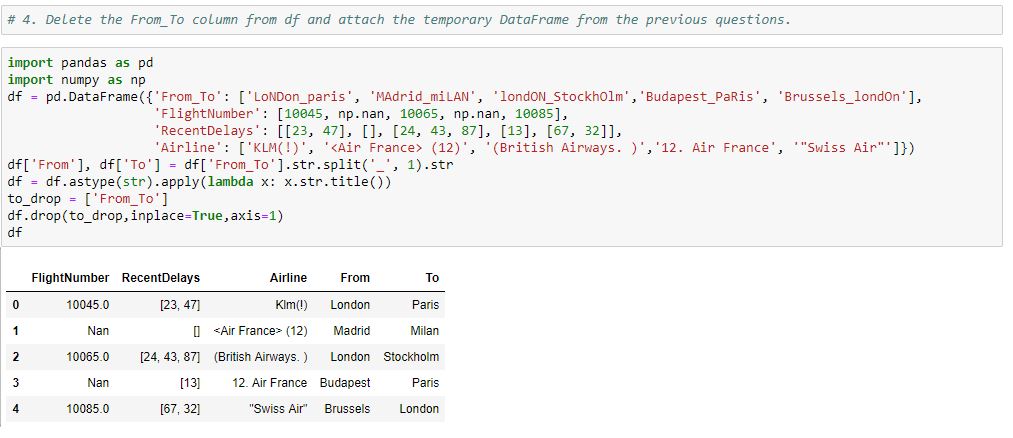 # 4. Delete the From_To column from df and attach the temporary DataFrame from the previous questions.
import pandas as pd
import numpy as np
df = pd.DataFrame({'From_To': ['LoNDon_paris', 'MAdrid_miLAN', 'londON_StockhOlm','Budapest_PaRis', 'Brussels_londOn'],
'FlightNumber': [10045, np.nan, 10065, np.nan, 10085],
'RecentDelays': [[23, 47], [], [24, 43, 87], [13], [67, 32]],
'Airline': ['KLM(!)', '<Air France> (12)', '(British Airways. )','12. Air France', '"Swiss Air"']})
df['From'], df['To'] = df['From_To'].str.split('_', 1).str
df = df.astype(str).apply(lambda x: x.str.title())
to_drop = ['From_To']
df.drop(to_drop,inplace=True,axis=1)
df
FlightNumber RecentDelays Airline From To
0 10045.0 [23, 47] Klm(!) London Paris
1 Nan [] <Air France> (12) Madrid Milan
2 10065.0 [24, 43, 87] (British Airways. ) London Stockholm
3 Nan [13] 12. Air France Budapest Paris
4 10085.0 [67, 32] "Swiss Air" Brussels London